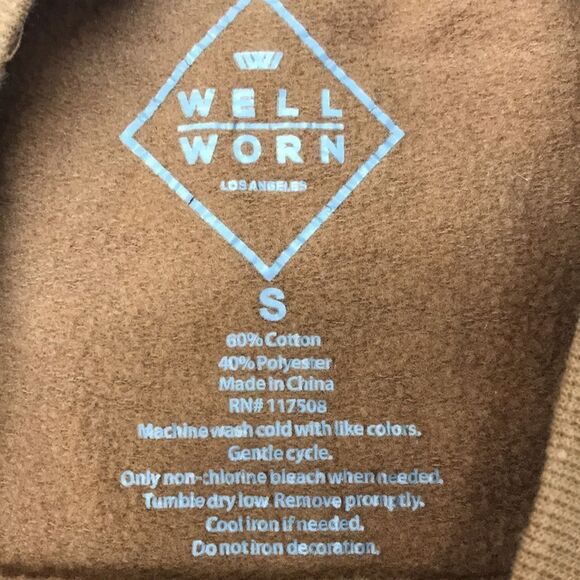 WELL
WORN
LOS ANGELES
S
60% Cotton
40% Polyester
Made in China
RN# 117508
Machine wash cold with like colors.
Gentle cycle.
Only non-chlorine bleach when needed.
Tumble dry low. Remove promptly.
Cool iron if needed.
Do not iron decoration.